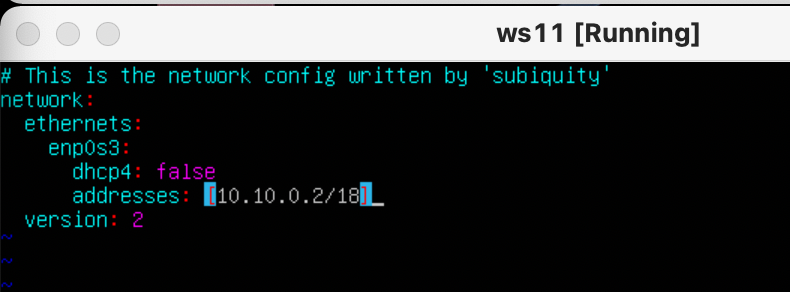 ws11 [Running]
# This is the network config written by 'subiquity'
network:
  ethernets:
    enp0s3:
      dhcp4: false
      addresses: [10.10.0.2/18]
  version: 2
~
~
~